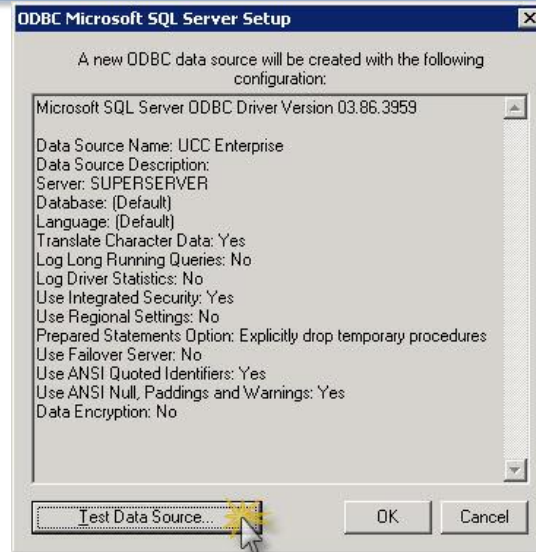 ODBC Microsoft SQL Server Setup
A new ODBC data source will be created with the following
configuration:
Microsoft SQL Server ODBC Driver Version 03.86.3959
Data Source Name: UCC Enterprise
Data Source Description:
Server: SUPERSERVER
Database: (Default)
Language: (Default)
Translate Character Data: Yes
Log Long Running Queries: No
Log Driver Statistics: No
Use Integrated Security: Yes
Use Regional Settings: No
Prepared Statements Option: Explicitly drop temporary procedures
Use Failover Server: No
Use ANSI Quoted Identifiers: Yes
Use ANSI Null, Paddings and Warnings: Yes
Data Encryption: No
Test Data Source... OK Cancel